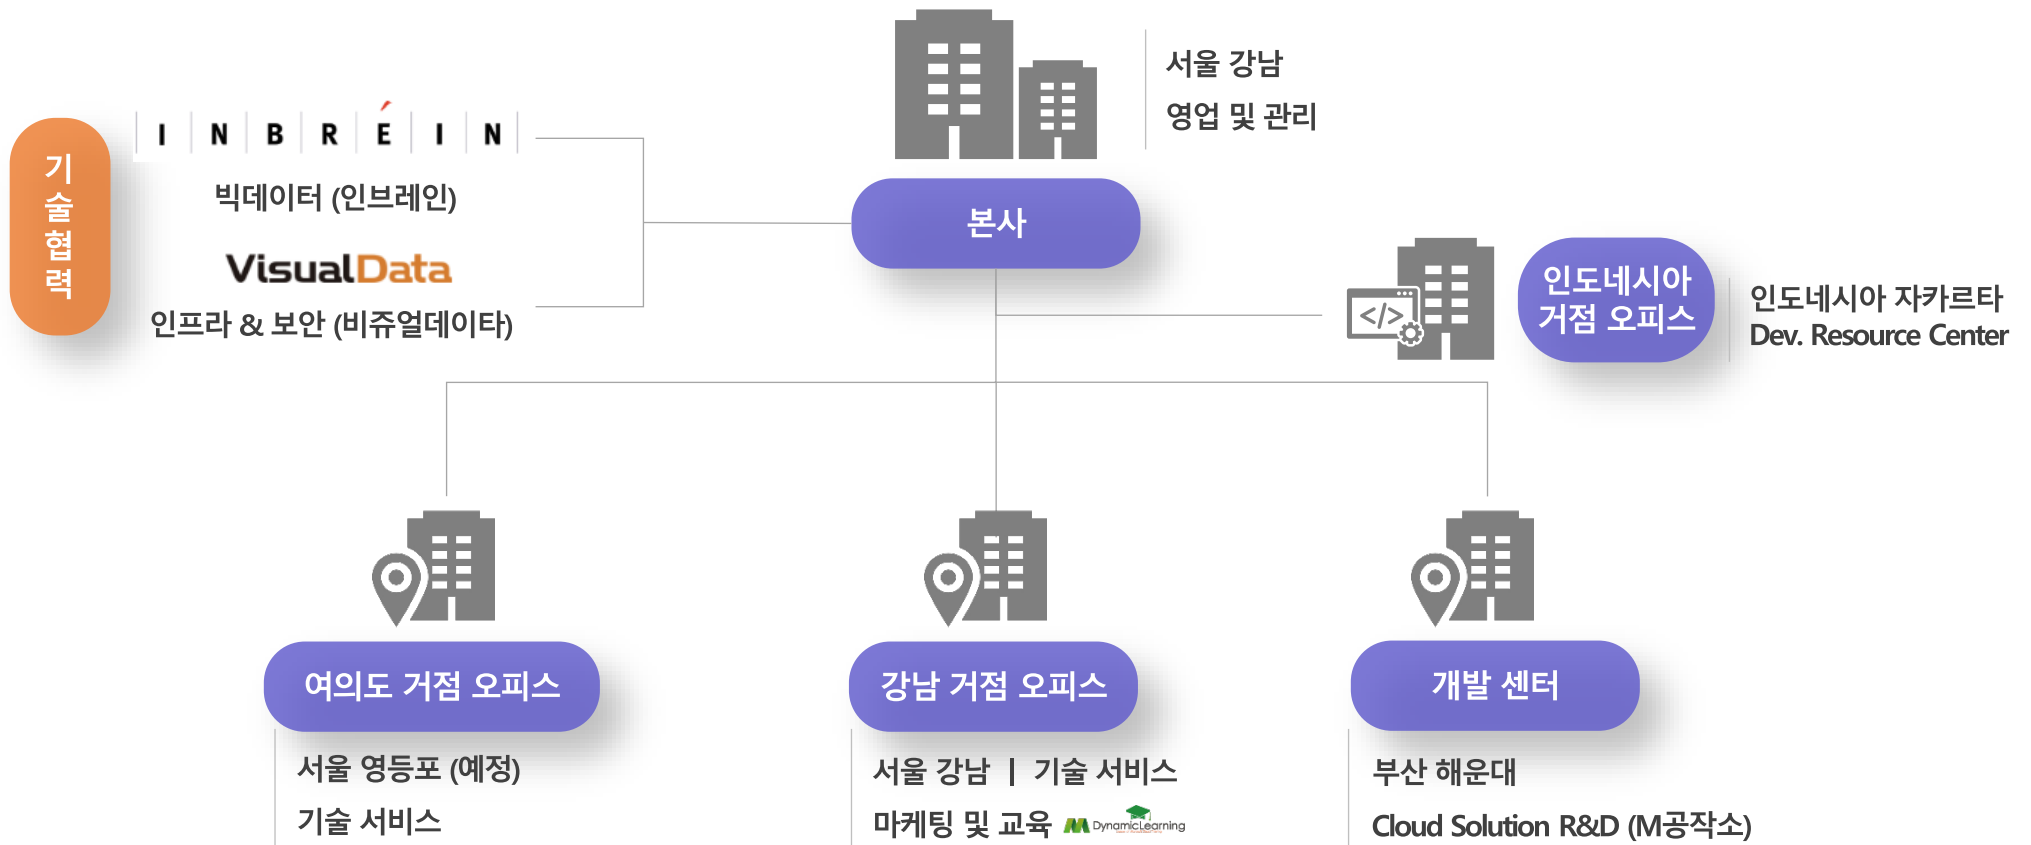 서울 강남
영업 및 관리
본사
기술협력
INBRÉIN
빅데이터 (인브레인)
VisualData
인프라 & 보안 (비쥬얼데이타)
</>
인도네시아
거점 오피스
인도네시아 자카르타
Dev. Resource Center
여의도 거점 오피스
서울 영등포 (예정)
기술 서비스
강남 거점 오피스
서울 강남 | 기술 서비스
마케팅 및 교육 DynamicLearning
개발 센터
부산 해운대
Cloud Solution R&D (M공작소)